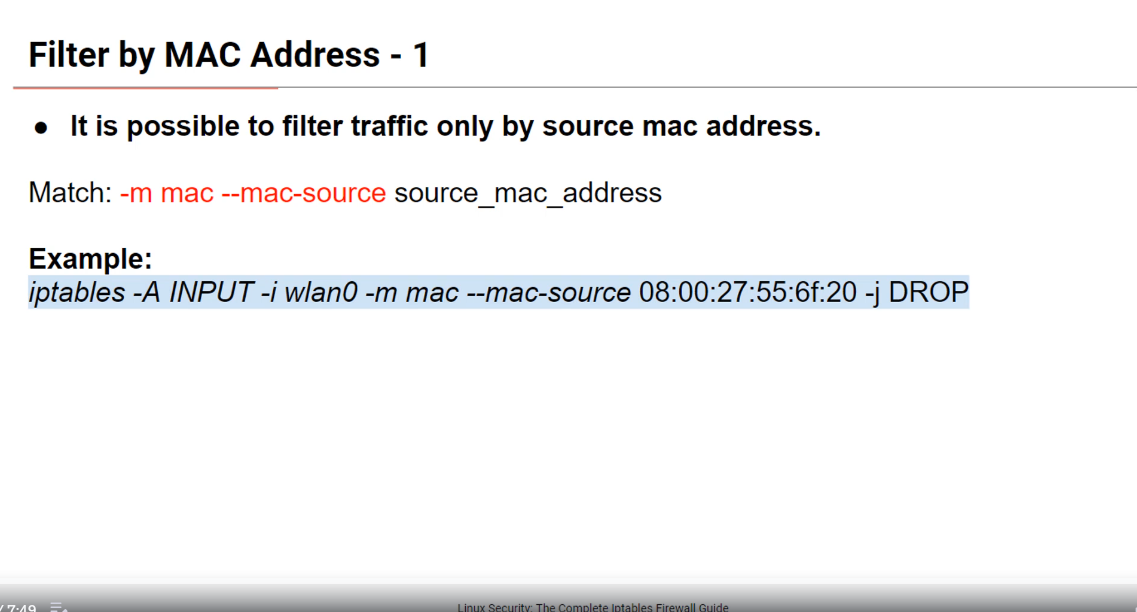 Filter by MAC Address - 1
● It is possible to filter traffic only by source mac address.
Match: -m mac --mac-source source_mac_address
Example:
iptables -A INPUT -i wlan0 -m mac --mac-source 08:00:27:55:6f:20 -j DROP
/ 7:49
Linux Security: The Complete Iptables Firewall Guide